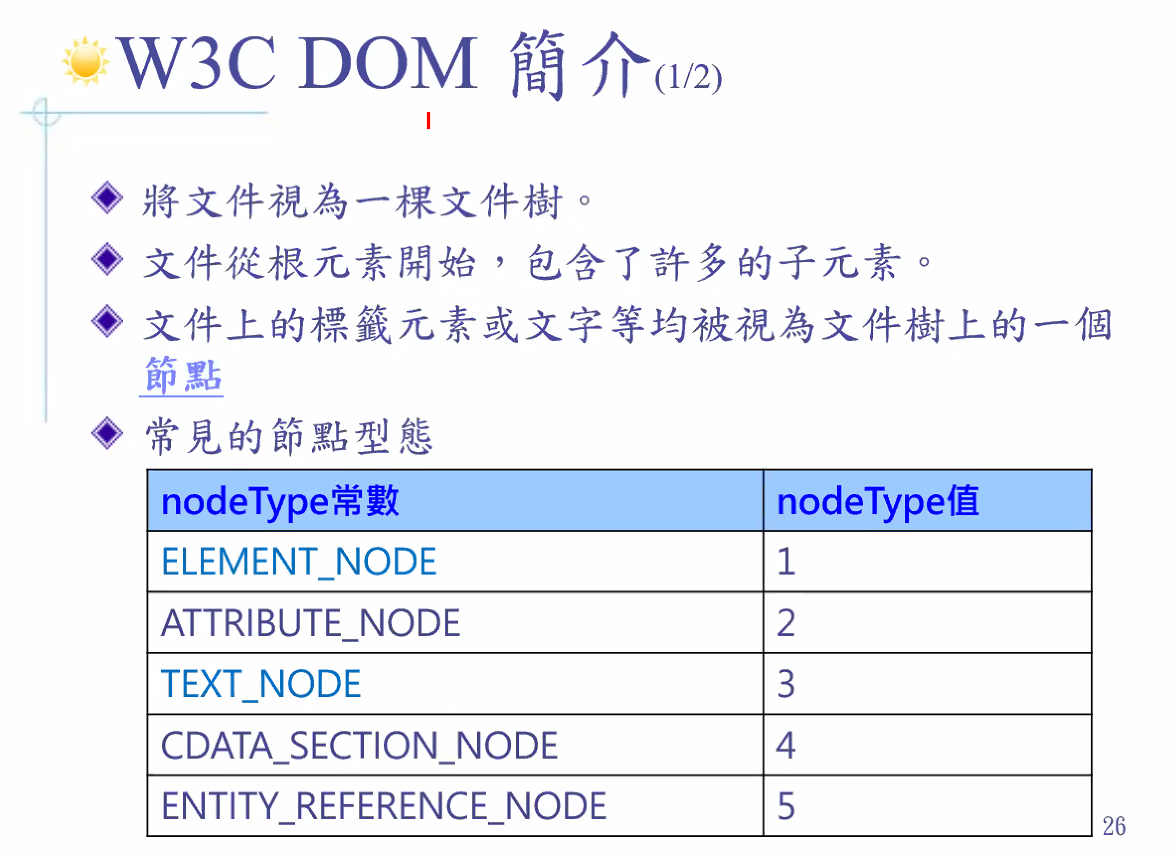 W3C DOM 簡介(1/2)
將文件視為一棵文件樹。
文件從根元素開始，包含了許多的子元素。
文件上的標籤元素或文字等均被視為文件樹上的一個
節點
常見的節點型態
nodeType常數 nodeType值
ELEMENT_NODE 1
ATTRIBUTE_NODE 2
TEXT_NODE 3
CDATA_SECTION_NODE 4
ENTITY_REFERENCE_NODE 5
26